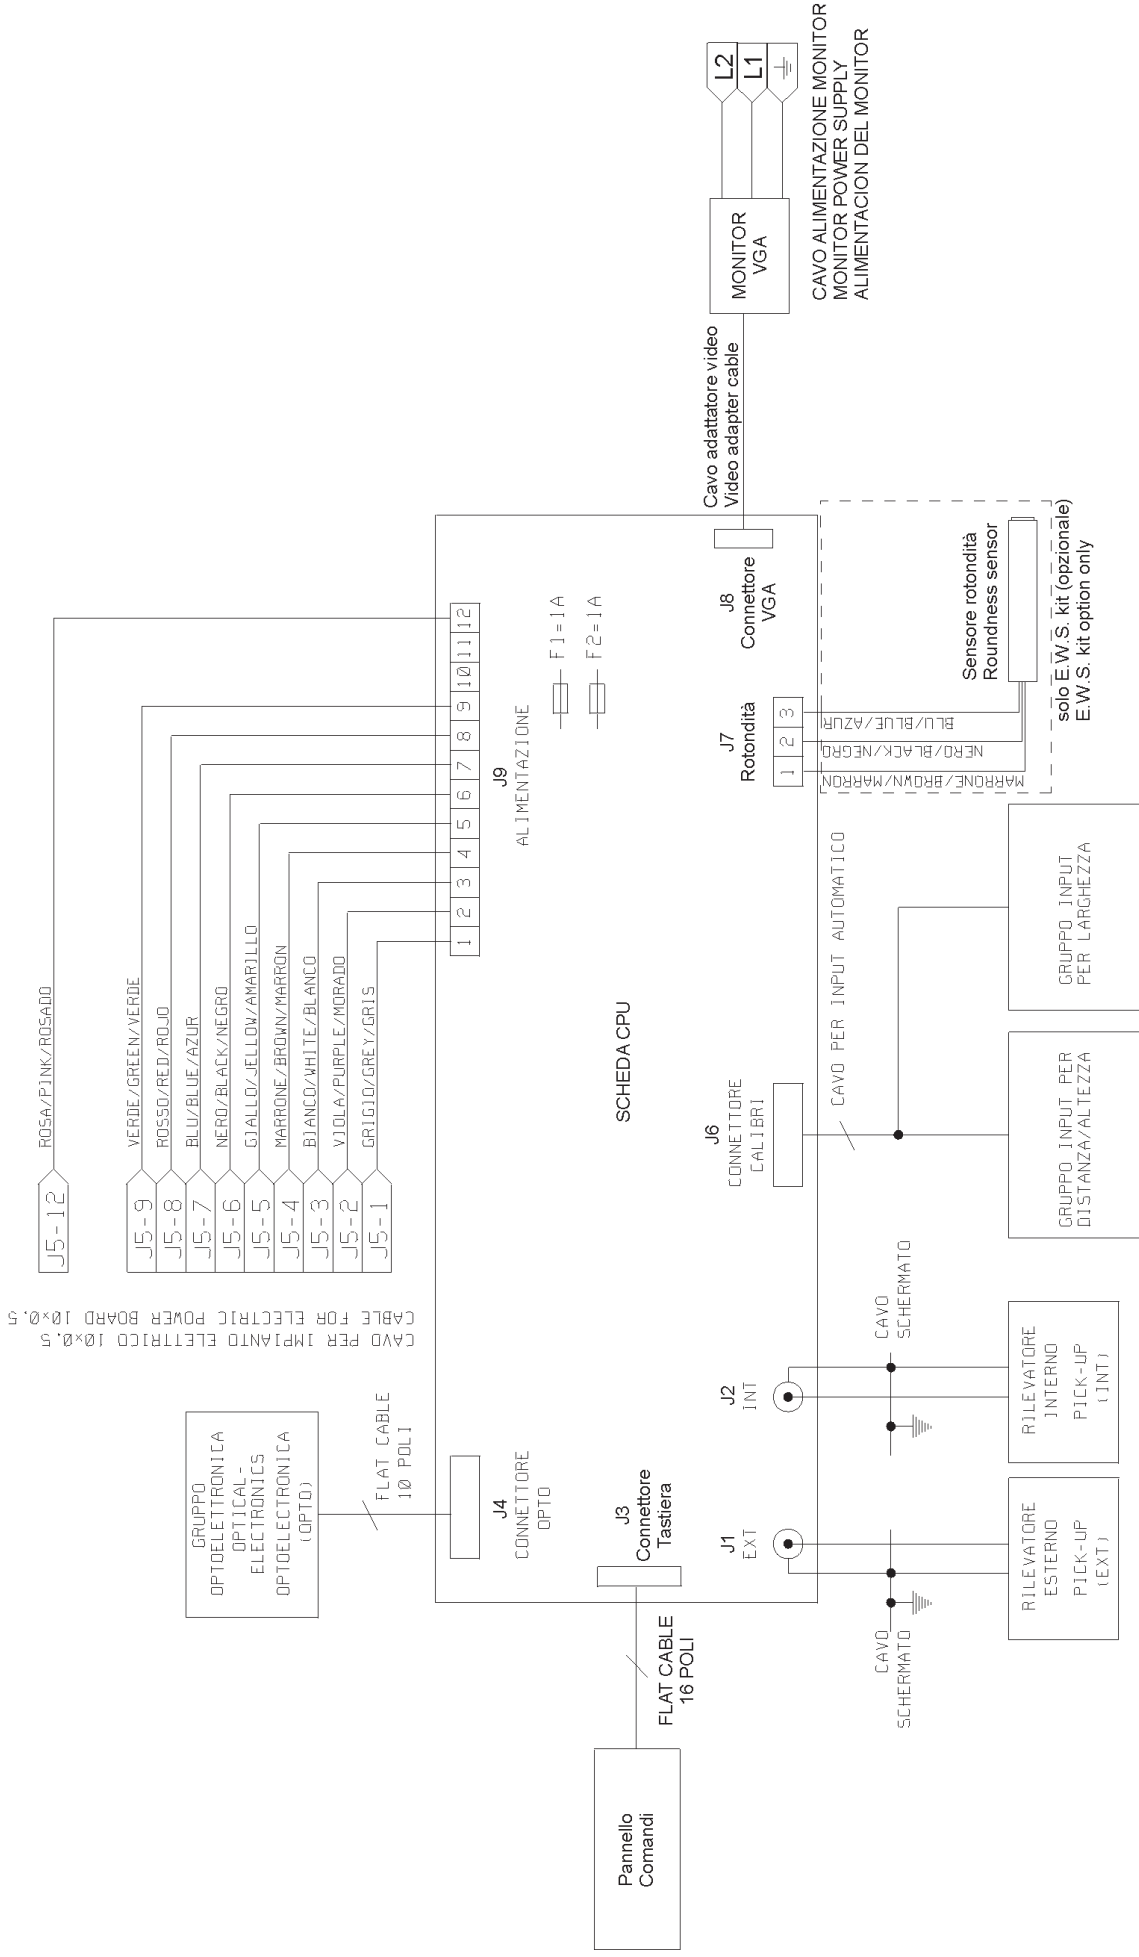 J5-12
ROSA/PINK/ROSADO
J5-9
VERDE/GREEN/VERDE
J5-8
ROSSO/RED/ROJO
J5-7
BLU/BLUE/AZUR
J5-6
NERO/BLACK/NEGRO
J5-5
GIALLO/JELLOW/AMARILLO
J5-4
MARRONE/BROWN/MARRON
J5-3
BIANCO/WHITE/BLANCO
J5-2
VIOLA/PURPLE/MORADO
J5-1
GRIGIO/GREY/GRIS
CAVO PER IMPIANTO ELETTRICO 10x0.5
CABLE FOR ELECTRIC POWER BOARD 10x0.5
GRUPPO
OPTOELETTRONICA
OPTICAL-
ELECTRONICS
OPTOELECTRONICA
(OPTO)
FLAT CABLE
10 POLI
J4
CONNETTORE
OPTO
1
2
3
4
5
6
7
8
9
10
11
12
J9
ALIMENTAZIONE
F1=1A
F2=1A
Pannello
Comandi
FLAT CABLE
16 POLI
J3
Connettore
Tastiera
SCHEDA CPU
J1
EXT
J2
INT
J6
CONNETTORE
CALIBRI
J7
Rotondità
1
2
3
J8
Connettore
VGA
Cavo adattatore video
Video adapter cable
MONITOR
VGA
L2
L1
CAVO ALIMENTAZIONE MONITOR
MONITOR POWER SUPPLY
ALIMENTACION DEL MONITOR
CAVO
SCHERMATO
RILEVATORE
ESTERNO
PICK-UP
(EXT)
CAVO
SCHERMATO
RILEVATORE
INTERNO
PICK-UP
(INT)
CAVO PER INPUT AUTOMATICO
GRUPPO INPUT PER
DISTANZA/ALTEZZA
GRUPPO INPUT
PER LARGHEZZA
MARRONE/BROWN/MARRON
NERO/BLACK/NEGRO
BLU/BLUE/AZUR
Sensore rotondità
Roundness sensor
solo E.W.S. kit (opzionale)
E.W.S. kit option only